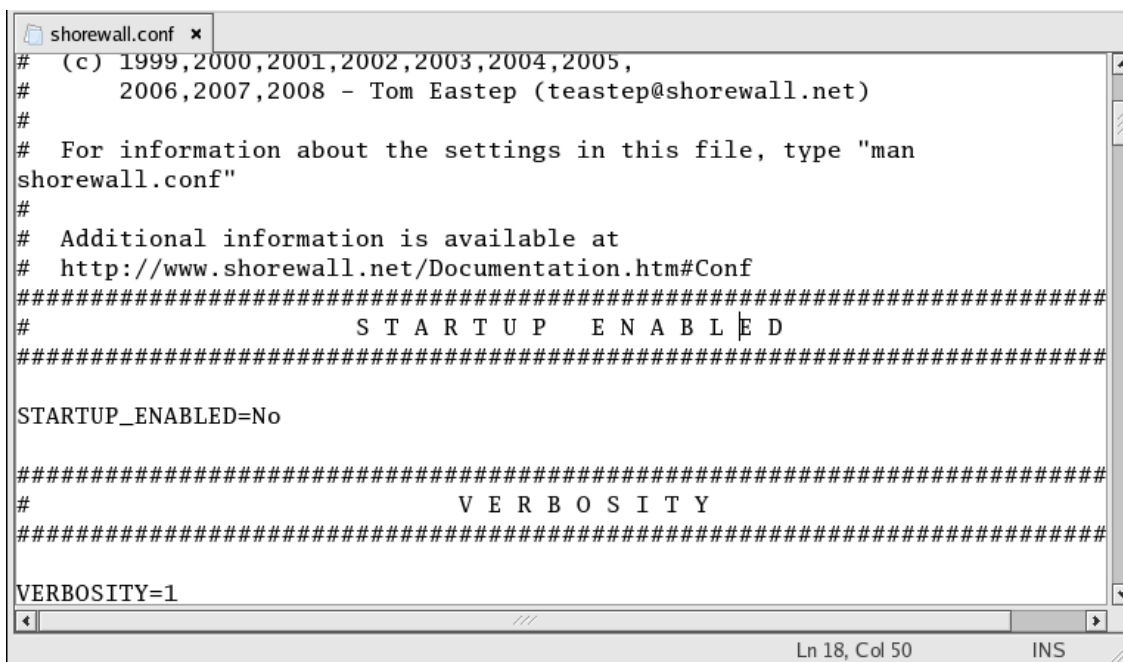 shorewall.conf ×
#  (c) 1999,2000,2001,2002,2003,2004,2005,
#      2006,2007,2008 - Tom Eastep (teastep@shorewall.net)
#
#  For information about the settings in this file, type "man
shorewall.conf"
#
#  Additional information is available at
#  http://www.shorewall.net/Documentation.htm#Conf
##########################################################################
#                      S T A R T U P   E N A B L E D
##########################################################################
STARTUP_ENABLED=No
##########################################################################
#                             V E R B O S I T Y
##########################################################################
VERBOSITY=1
Ln 18, Col 50 INS